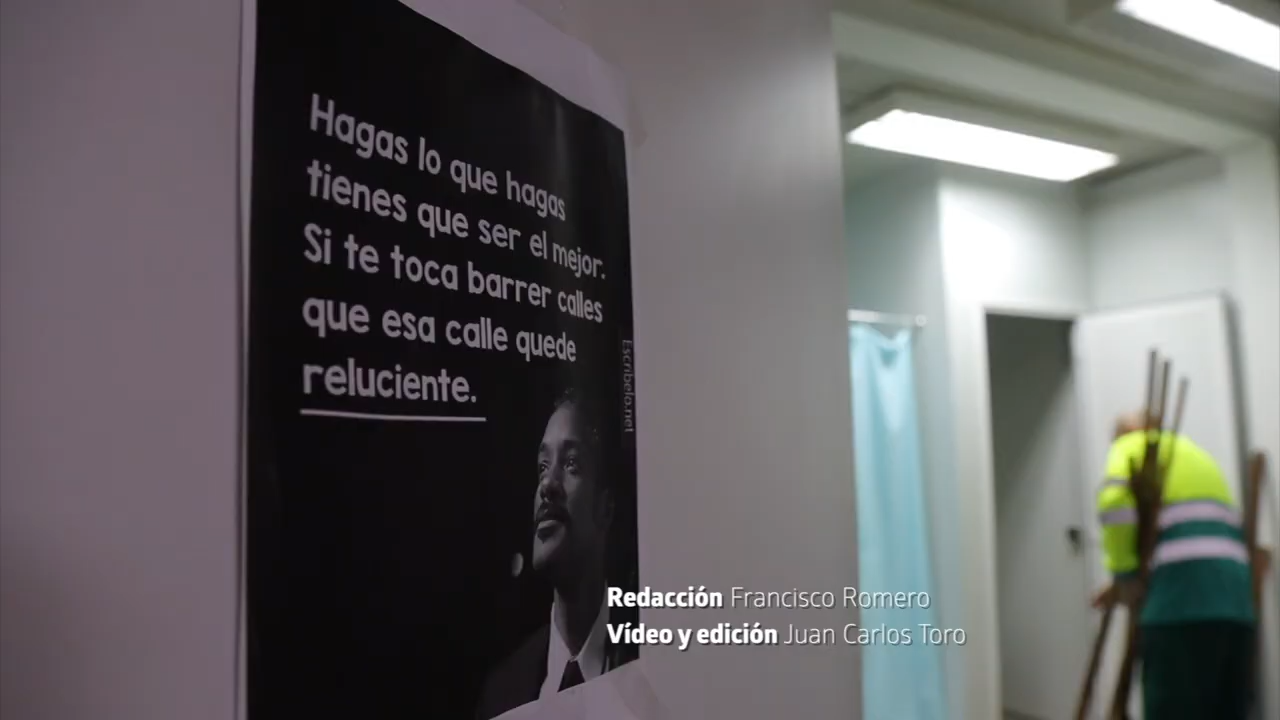 Hagas lo que hagas
tienes que ser el mejor.
Si te toca barrer calles
que esa calle quede
reluciente.
Escribelo.net
Redacción Francisco Romero
Vídeo y edición Juan Carlos Toro